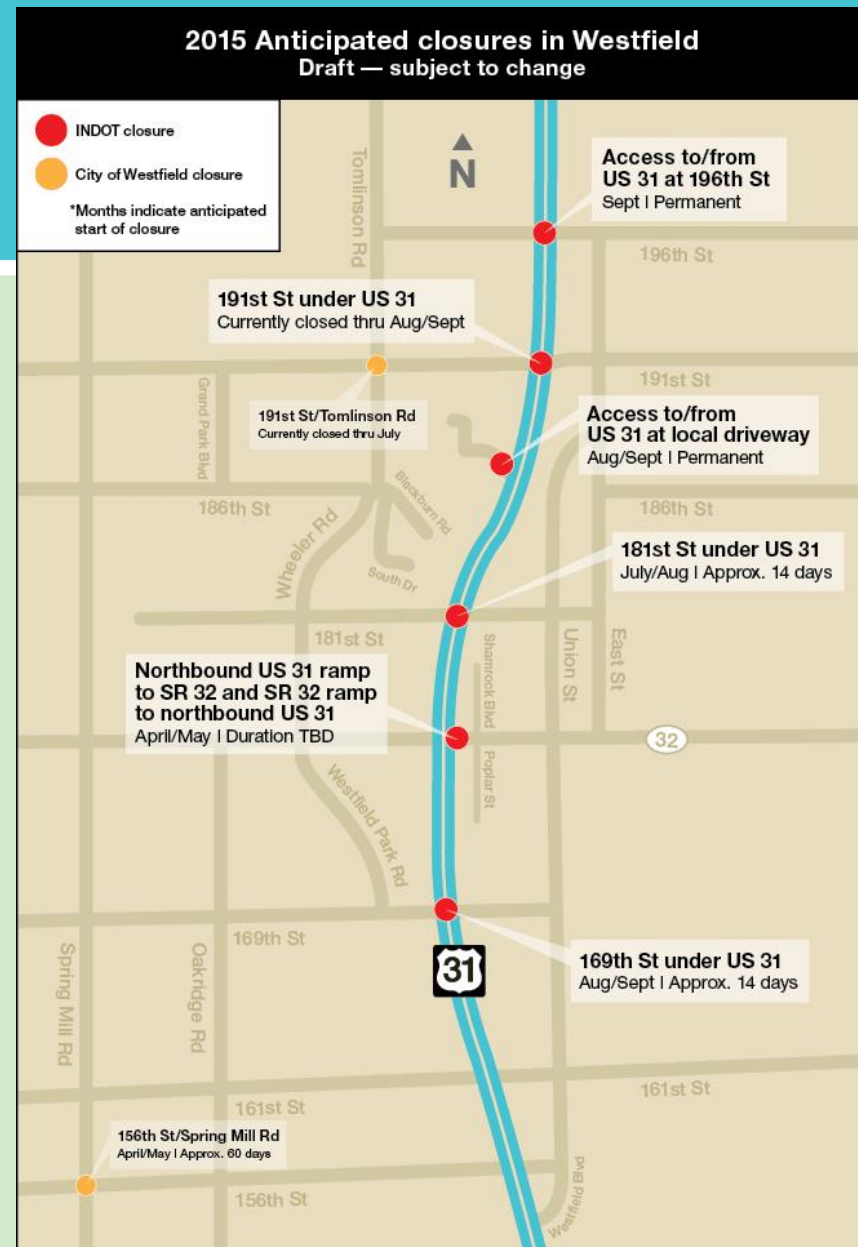 2015 Anticipated closures in Westfield
Draft — subject to change
INDOT closure
City of Westfield closure
*Months indicate anticipated
start of closure
N
Tomlinson Rd
Access to/from
US 31 at 196th St
Sept | Permanent
196th St
191st St under US 31
Currently closed thru Aug/Sept
191st St
Grand Park Blvd
191st St/Tomlinson Rd
Currently closed thru July
Access to/from
US 31 at local driveway
Aug/Sept | Permanent
186th St
Blackburn Rd
186th St
Wheeler Rd
South Dr
181st St under US 31
July/Aug | Approx. 14 days
181st St
Shamrock Blvd
Union St
East St
Northbound US 31 ramp
to SR 32 and SR 32 ramp
to northbound US 31
April/May | Duration TBD
32
Poplar St
Westfield Park Rd
169th St
Spring Mill Rd
Oakridge Rd
31
169th St under US 31
Aug/Sept | Approx. 14 days
161st St
161st St
156th St/Spring Mill Rd
April/May | Approx. 60 days
156th St
Westfield Blvd